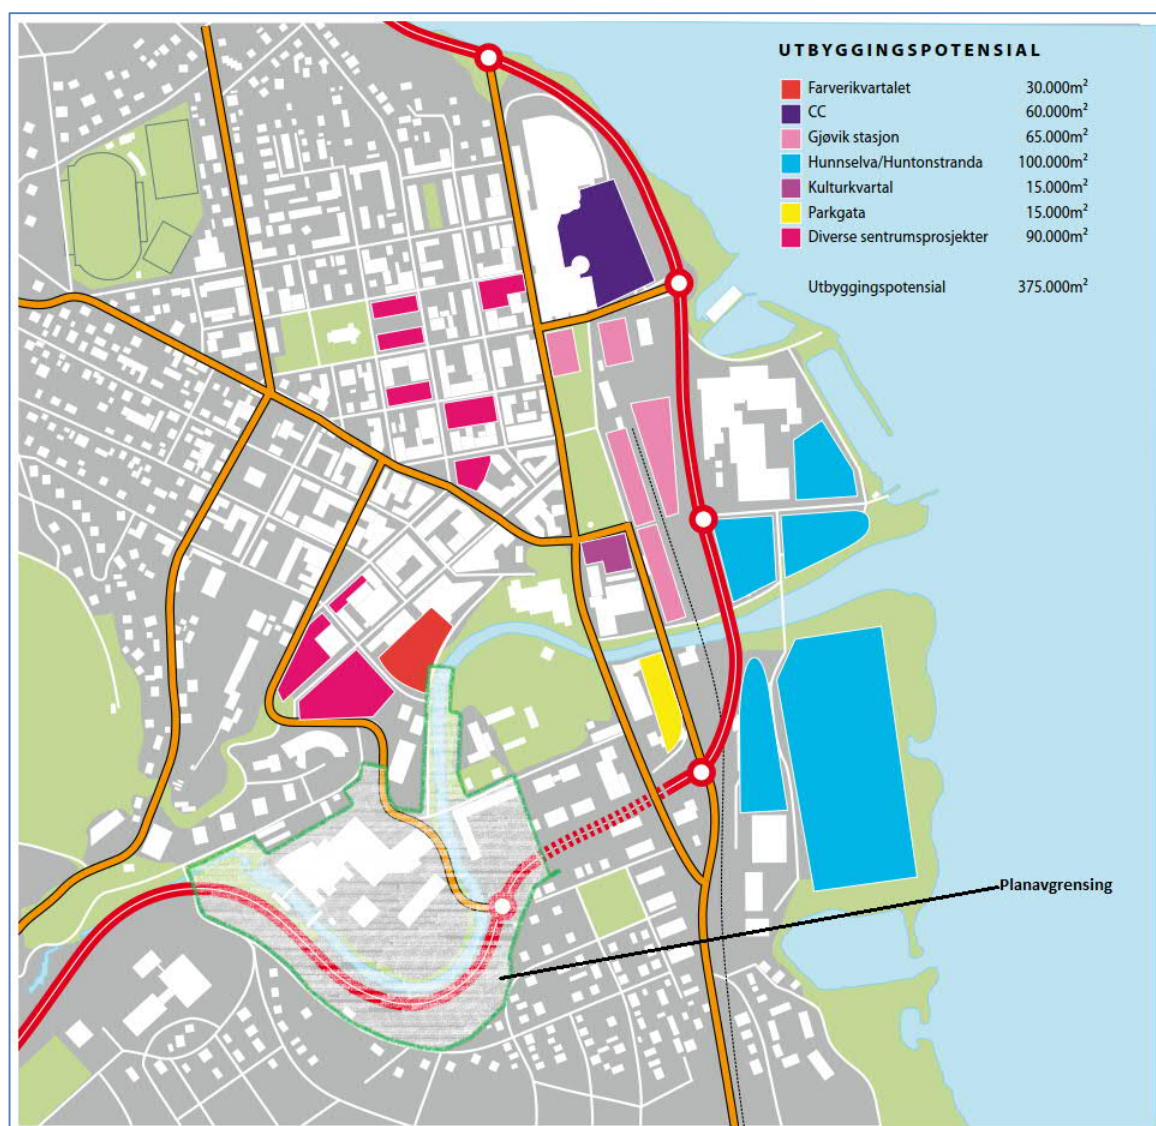 UTBYGGINGSPOTENSIAL
Farverikvartalet 30.000m²
CC 60.000m²
Gjøvik stasjon 65.000m²
Hunnselva/Huntonstranda 100.000m²
Kulturkvartal 15.000m²
Parkgata 15.000m²
Diverse sentrumsprosjekter 90.000m²
Utbyggingspotensial 375.000m²
Planavgrensing